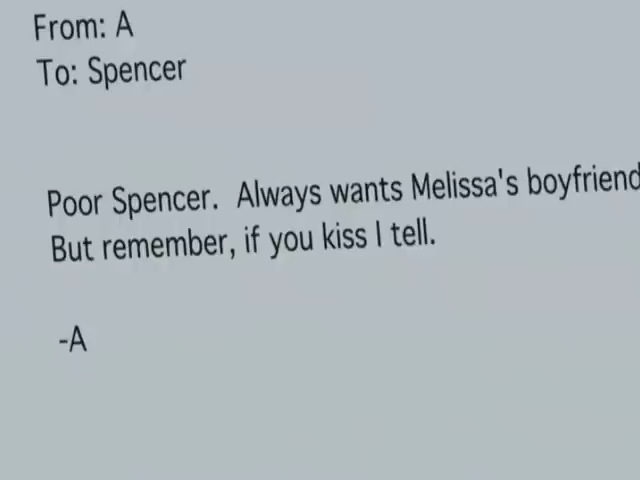 From: A
To: Spencer
Poor Spencer.  Always wants Melissa's boyfriend
But remember, if you kiss I tell.
-A